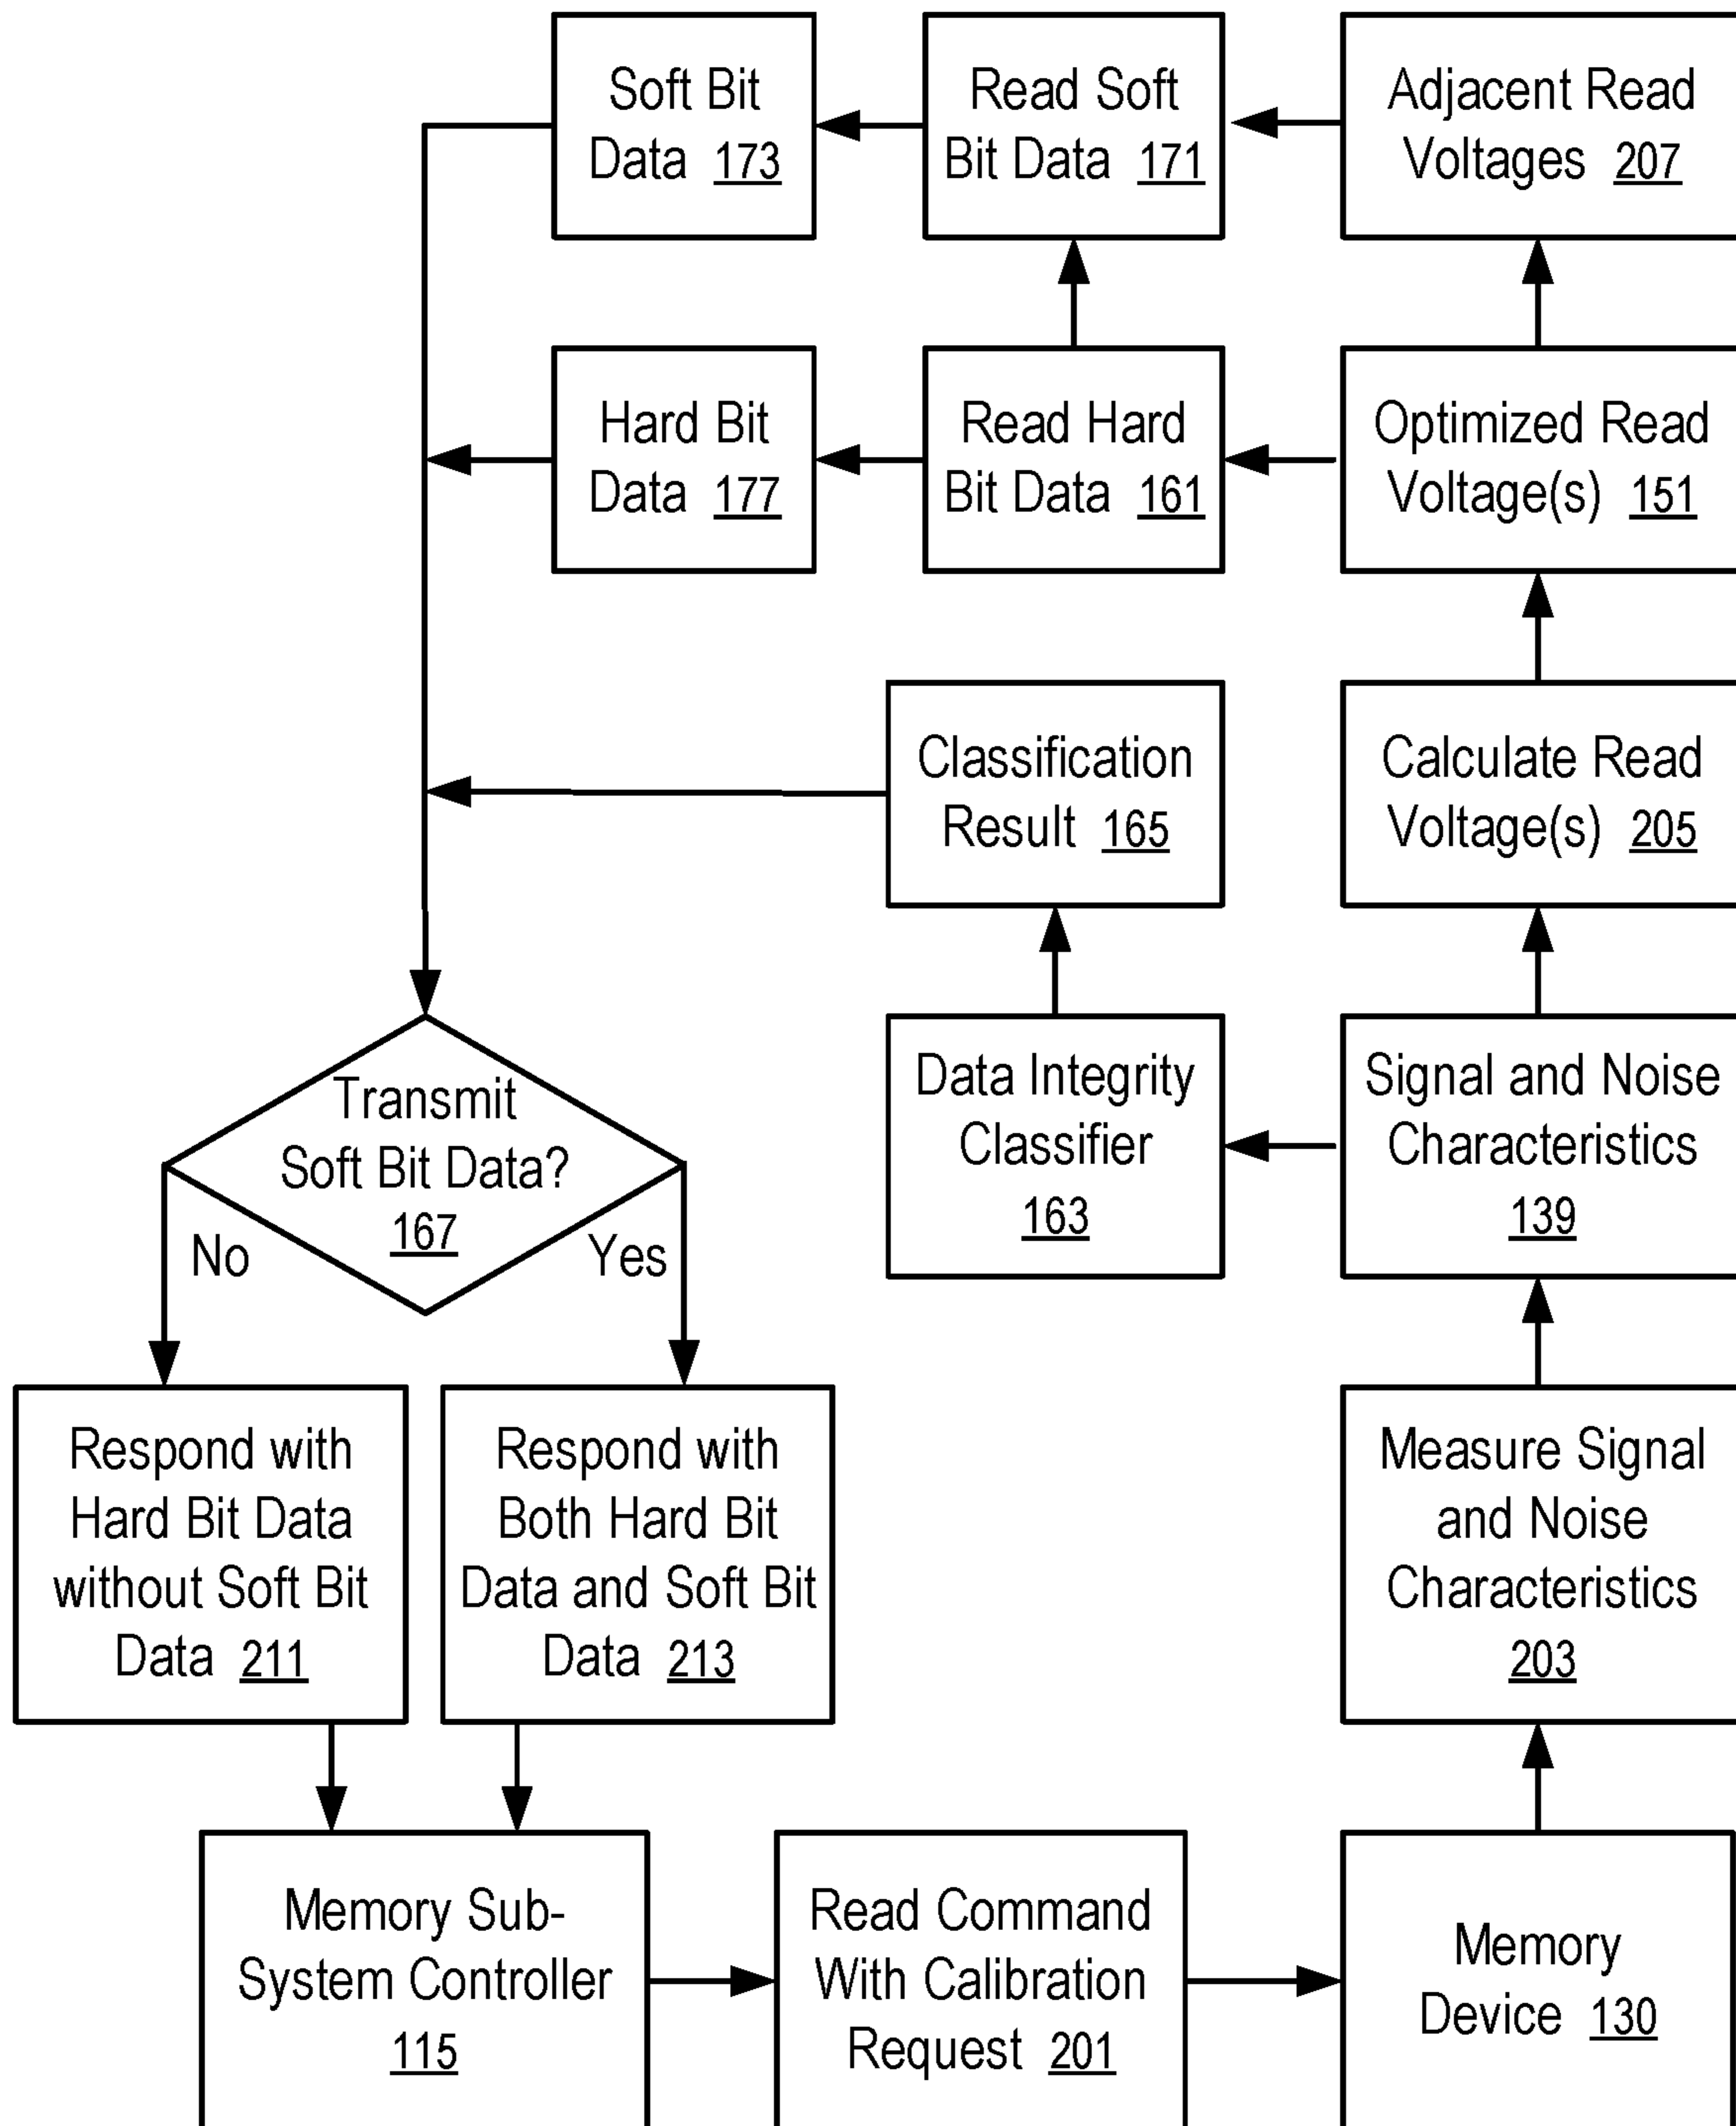 Soft Bit
Data 173
Read Soft
Bit Data 171
Adjacent Read
Voltages 207
Hard Bit
Data 177
Read Hard
Bit Data 161
Optimized Read
Voltage(s) 151
Classification
Result 165
Calculate Read
Voltage(s) 205
Transmit
Soft Bit Data?
167
No
Yes
Data Integrity
Classifier
163
Signal and Noise
Characteristics
139
Respond with
Hard Bit Data
without Soft Bit
Data 211
Respond with
Both Hard Bit
Data and Soft Bit
Data 213
Measure Signal
and Noise
Characteristics
203
Memory Sub-
System Controller
115
Read Command
With Calibration
Request 201
Memory
Device 130